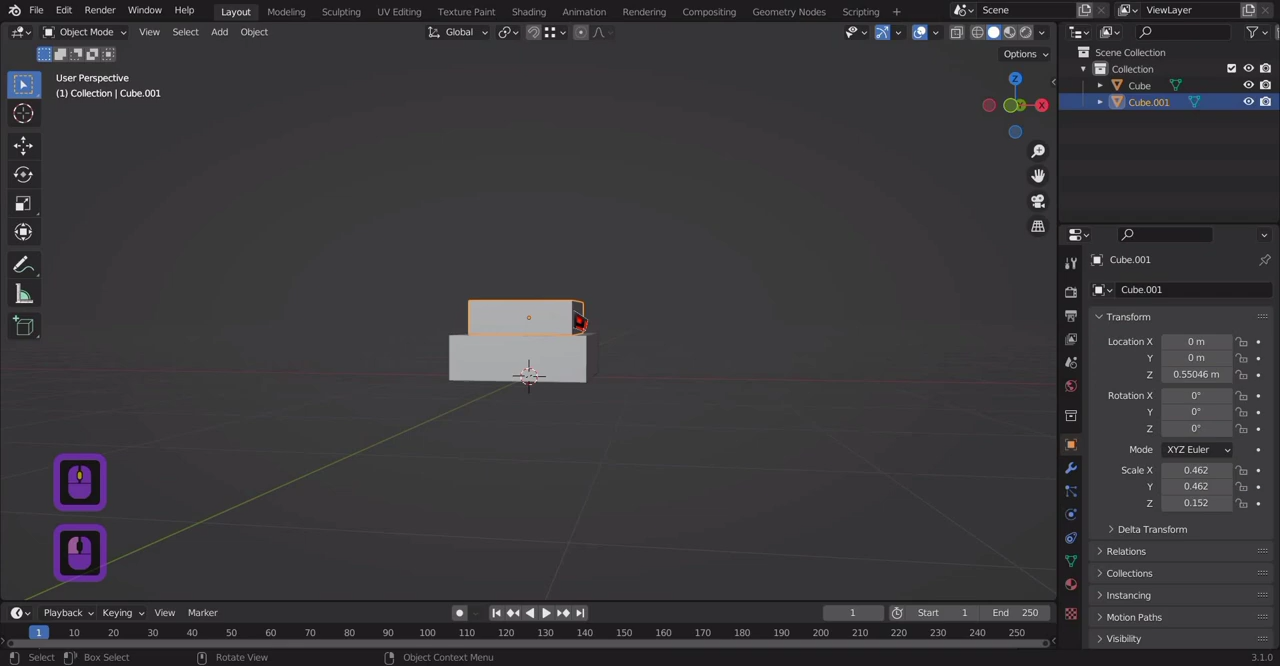 File Edit Render Window Help Layout Modeling Sculpting UV Editing Texture Paint Shading Animation Rendering Compositing Geometry Nodes Scripting + Scene ViewLayer
Object Mode View Select Add Object Global
Options
User Perspective
(1) Collection | Cube.001
Z
X
Y
Scene Collection
Collection
Cube
Cube.001
Cube.001
Cube.001
Transform
Location X 0 m
Y 0 m
Z 0.55046 m
Rotation X 0°
Y 0°
Z 0°
Mode XYZ Euler
Scale X 0.462
Y 0.462
Z 0.152
Delta Transform
Relations
Collections
Instancing
Motion Paths
Visibility
Playback Keying View Marker 1 Start 1 End 250
1 10 20 30 40 50 60 70 80 90 100 110 120 130 140 150 160 170 180 190 200 210 220 230 240 250
Select Box Select Rotate View Object Context Menu 3.1.0